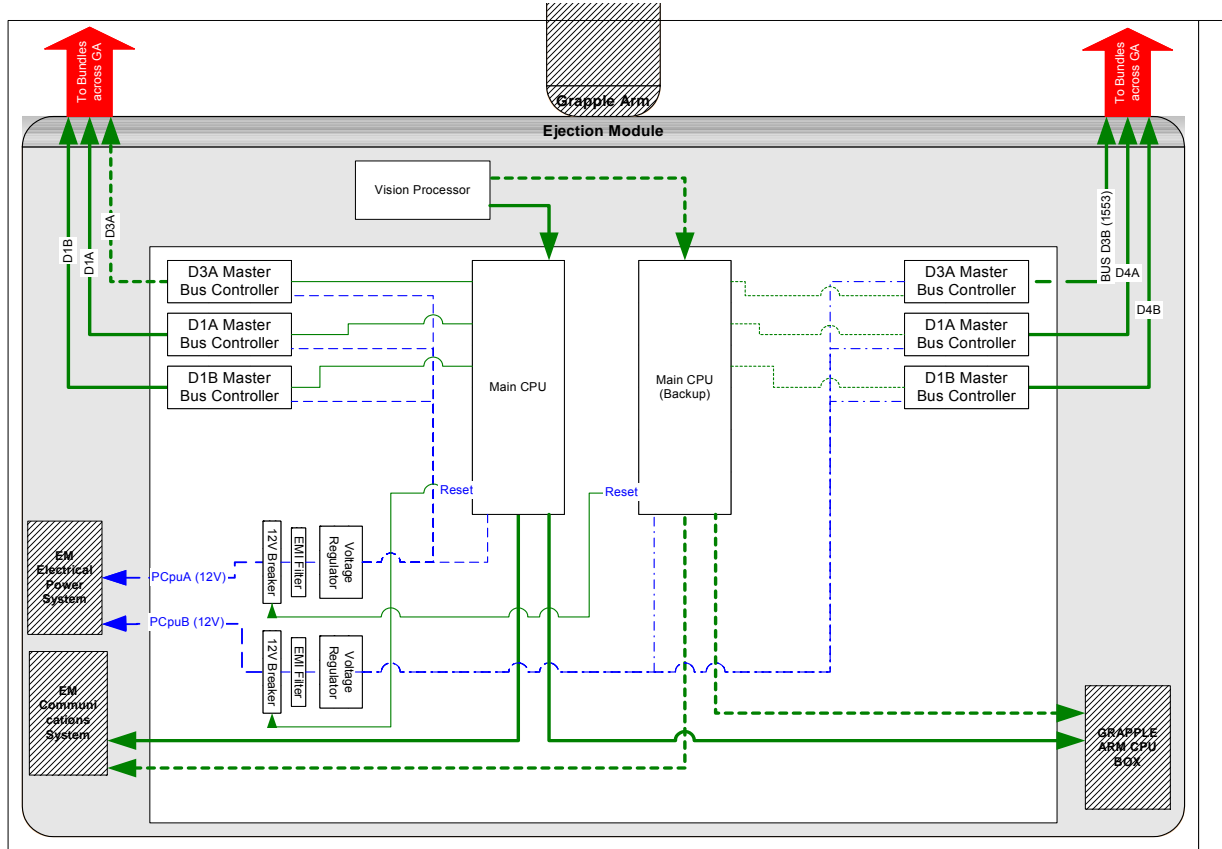 To Bundles
across GA
Grapple Arm
To Bundles
across GA
Ejection Module
Vision Processor
D1B
D1A
D3A
BUS D3B (1553)
D4A
D4B
D3A Master
Bus Controller
D1A Master
Bus Controller
D1B Master
Bus Controller
Main CPU
Main CPU
(Backup)
D3A Master
Bus Controller
D1A Master
Bus Controller
D1B Master
Bus Controller
Reset
Reset
EM
Electrical
Power
System
PCpuA (12V)
12V Breaker
EMI Filter
Voltage
Regulator
PCpuB (12V)
12V Breaker
EMI Filter
Voltage
Regulator
EM
Communi
cations
System
GRAPPLE
ARM CPU
BOX